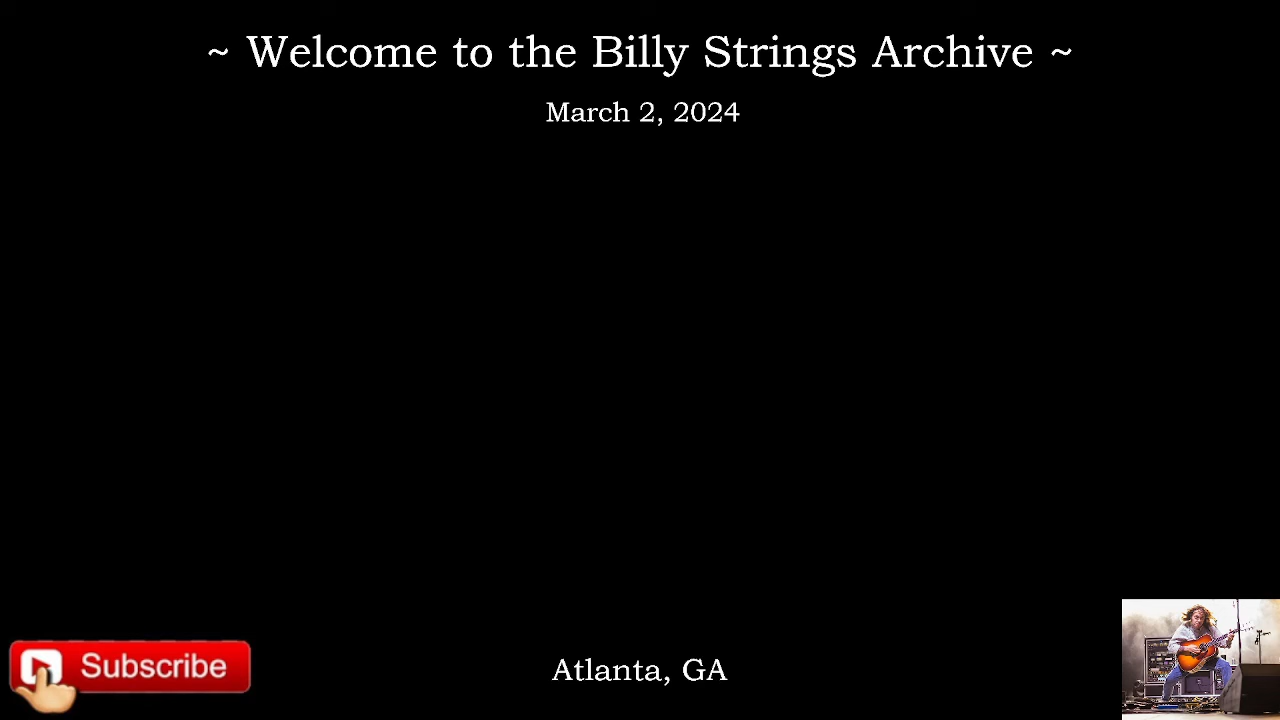 ~ Welcome to the Billy Strings Archive ~
March 2, 2024
Subscribe
Atlanta, GA